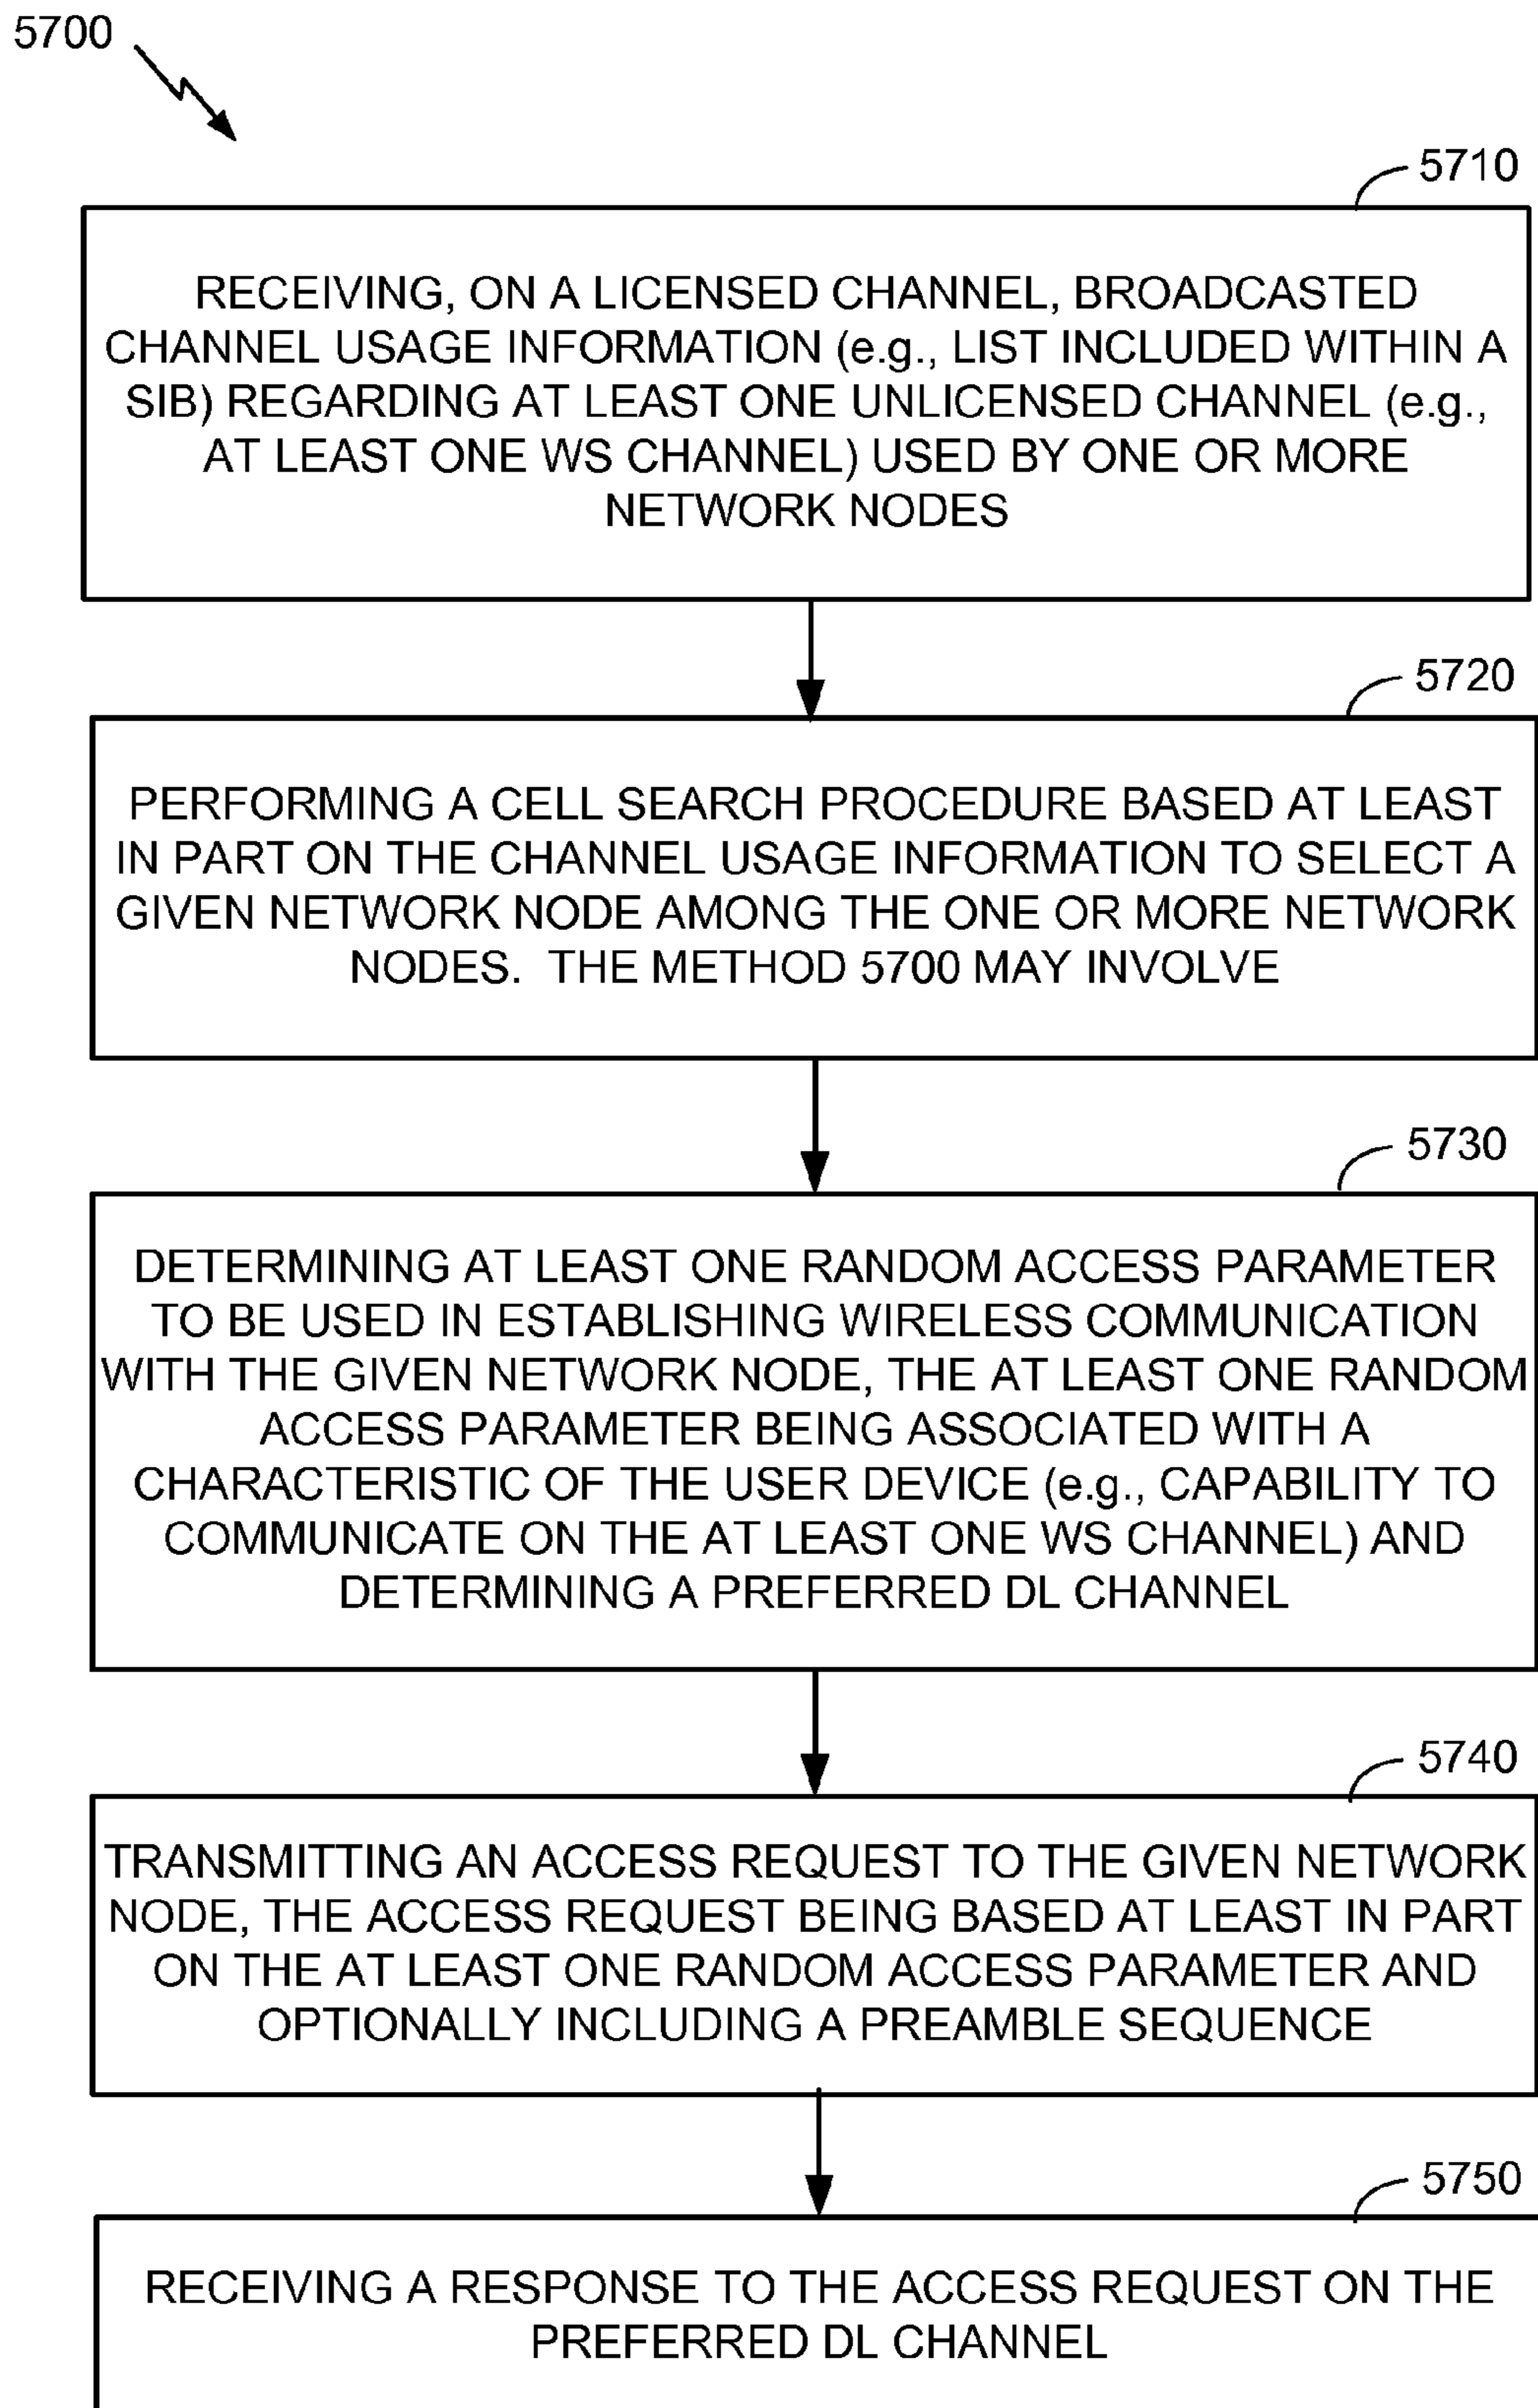 5700
5710
RECEIVING, ON A LICENSED CHANNEL, BROADCASTED
CHANNEL USAGE INFORMATION (e.g., LIST INCLUDED WITHIN A
SIB) REGARDING AT LEAST ONE UNLICENSED CHANNEL (e.g.,
AT LEAST ONE WS CHANNEL) USED BY ONE OR MORE
NETWORK NODES
5720
PERFORMING A CELL SEARCH PROCEDURE BASED AT LEAST
IN PART ON THE CHANNEL USAGE INFORMATION TO SELECT A
GIVEN NETWORK NODE AMONG THE ONE OR MORE NETWORK
NODES. THE METHOD 5700 MAY INVOLVE
5730
DETERMINING AT LEAST ONE RANDOM ACCESS PARAMETER
TO BE USED IN ESTABLISHING WIRELESS COMMUNICATION
WITH THE GIVEN NETWORK NODE, THE AT LEAST ONE RANDOM
ACCESS PARAMETER BEING ASSOCIATED WITH A
CHARACTERISTIC OF THE USER DEVICE (e.g., CAPABILITY TO
COMMUNICATE ON THE AT LEAST ONE WS CHANNEL) AND
DETERMINING A PREFERRED DL CHANNEL
5740
TRANSMITTING AN ACCESS REQUEST TO THE GIVEN NETWORK
NODE, THE ACCESS REQUEST BEING BASED AT LEAST IN PART
ON THE AT LEAST ONE RANDOM ACCESS PARAMETER AND
OPTIONALLY INCLUDING A PREAMBLE SEQUENCE
5750
RECEIVING A RESPONSE TO THE ACCESS REQUEST ON THE
PREFERRED DL CHANNEL